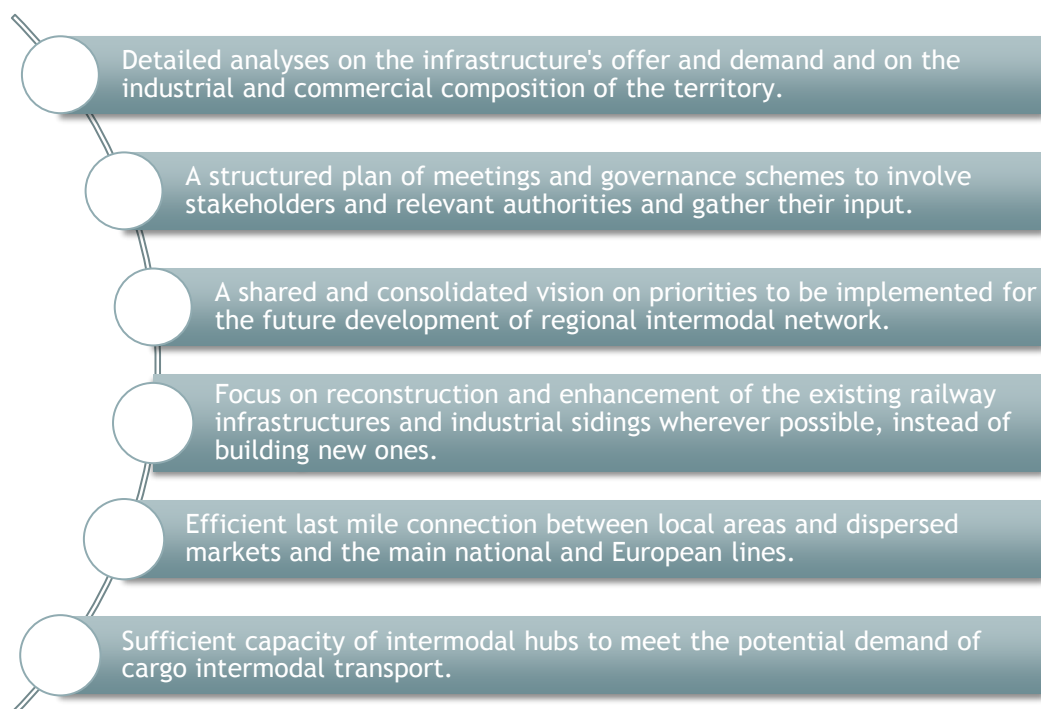 Detailed analyses on the infrastructure's offer and demand and on the
industrial and commercial composition of the territory.
A structured plan of meetings and governance schemes to involve
stakeholders and relevant authorities and gather their input.
A shared and consolidated vision on priorities to be implemented for
the future development of regional intermodal network.
Focus on reconstruction and enhancement of the existing railway
infrastructures and industrial sidings wherever possible, instead of
building new ones.
Efficient last mile connection between local areas and dispersed
markets and the main national and European lines.
Sufficient capacity of intermodal hubs to meet the potential demand of
cargo intermodal transport.